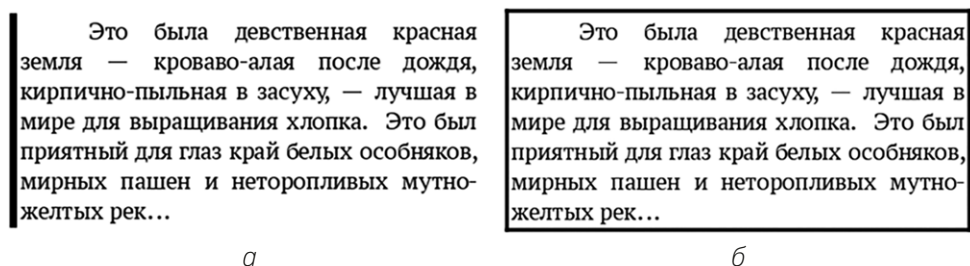 Это была девственная красная
земля — кроваво-алая после дождя,
кирпично-пыльная в засуху, — лучшая в
мире для выращивания хлопка. Это был
приятный для глаз край белых особняков,
мирных пашен и неторопливых мутно-
желтых рек...
а
Это была девственная красная
земля — кроваво-алая после дождя,
кирпично-пыльная в засуху, — лучшая в
мире для выращивания хлопка. Это был
приятный для глаз край белых особняков,
мирных пашен и неторопливых мутно-
желтых рек...
б